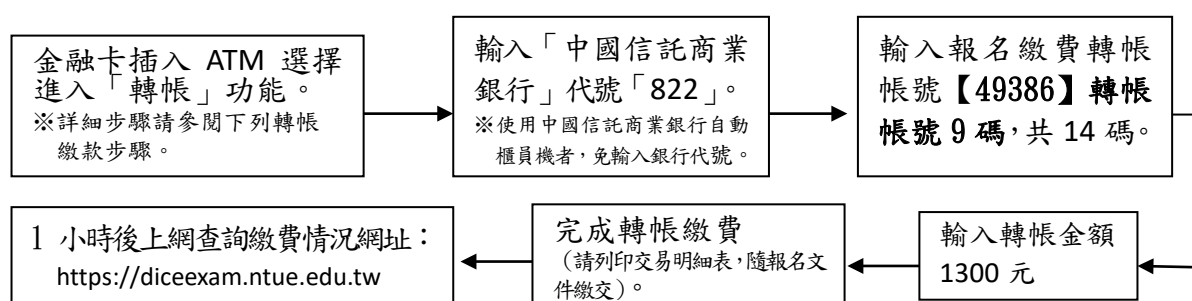 金融卡插入 ATM 選擇
進入「轉帳」功能。
※詳細步驟請參閱下列轉帳
繳款步驟。
輸入「中國信託商業
銀行」代號「822」。
※使用中國信託商業銀行自動
櫃員機者，免輸入銀行代號。
輸入報名繳費轉帳
帳號【49386】轉帳
帳號 9 碼，共 14 碼。
輸入轉帳金額
1300 元
完成轉帳繳費
（請列印交易明細表，隨報名文
件繳交）。
1 小時後上網查詢繳費情況網址：
https://diceexam.ntue.edu.tw